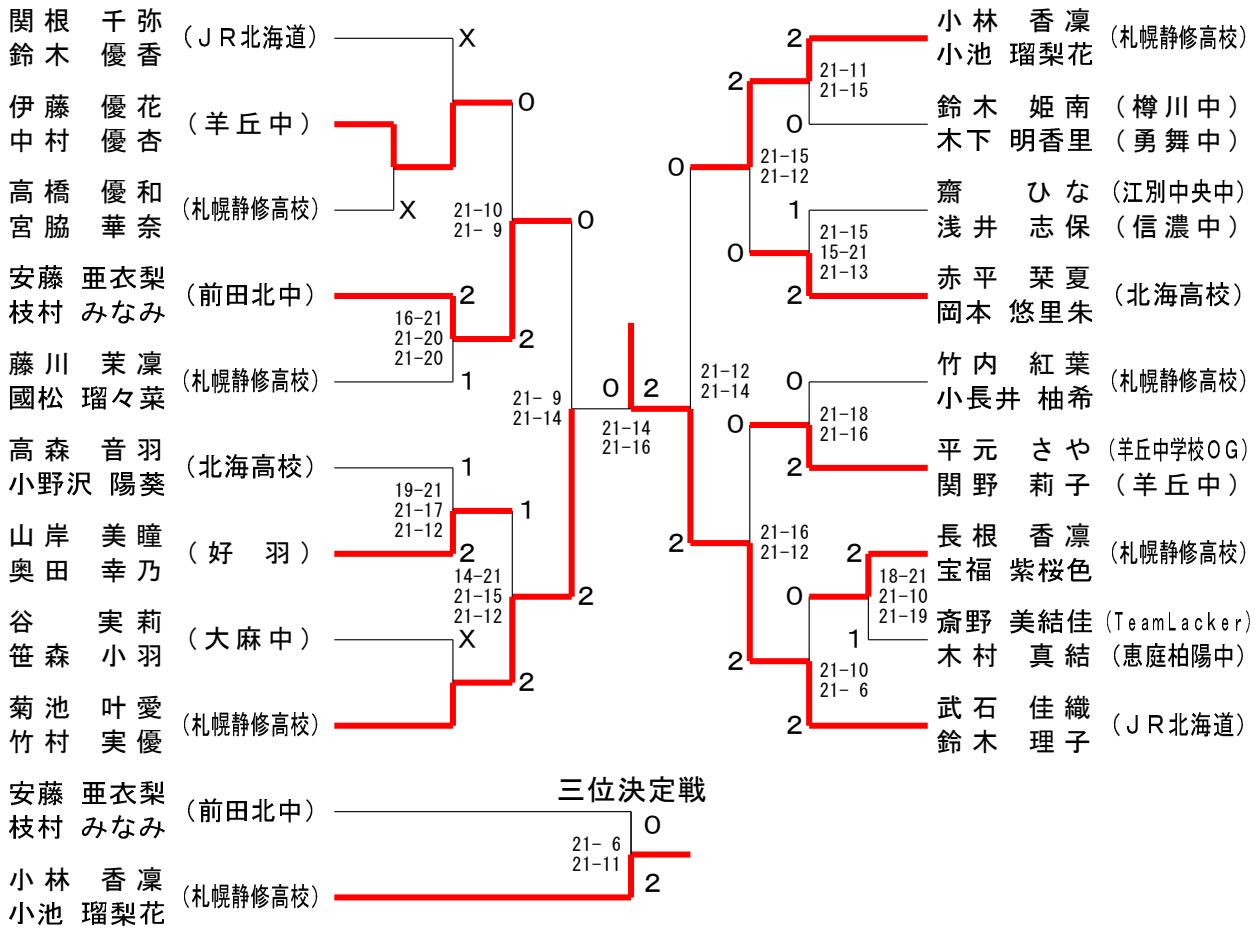 関根 千弥
鈴木 優香
(ＪＲ北海道)
X
伊藤 優花
中村 優杏
(羊丘中)
0
高橋 優和
宮脇 華奈
(札幌静修高校)
X
21-10
21- 9
0
安藤 亜衣梨
枝村 みなみ
(前田北中)
2
16-21
21-20
21-20
2
藤川 茉凜
國松 瑠々菜
(札幌静修高校)
1
21- 9
21-14
高森 音羽
小野沢 陽葵
(北海高校)
1
19-21
21-17
21-12
1
山岸 美瞳
奥田 幸乃
(好 羽)
2
14-21
21-15
21-12
2
谷 実莉
笹森 小羽
(大麻中)
X
2
菊池 叶愛
竹村 実優
(札幌静修高校)
0
2
21-14
21-16
小林 香凜
小池 瑠梨花
(札幌静修高校)
2
21-11
21-15
2
鈴木 姫南 (樽川中)
木下 明香里 (勇舞中)
0
0
21-15
21-12
齋 ひな (江別中央中)
浅井 志保 (信濃中)
1
21-15
15-21
21-13
0
赤平 栞夏
岡本 悠里朱
(北海高校)
2
21-12
21-14
竹内 紅葉
小長井 柚希
(札幌静修高校)
0
21-18
21-16
0
平元 さや (羊丘中学校ＯＧ)
関野 莉子 (羊丘中)
2
2
21-16
21-12
長根 香凛
宝福 紫桜色
(札幌静修高校)
2
18-21
21-10
21-19
0
斎野 美結佳 (TeamLacker)
木村 真結 (恵庭柏陽中)
1
2
21-10
21- 6
武石 佳織
鈴木 理子
(ＪＲ北海道)
2
三位決定戦
安藤 亜衣梨
枝村 みなみ
(前田北中)
0
21- 6
21-11
小林 香凜
小池 瑠梨花
(札幌静修高校)
2